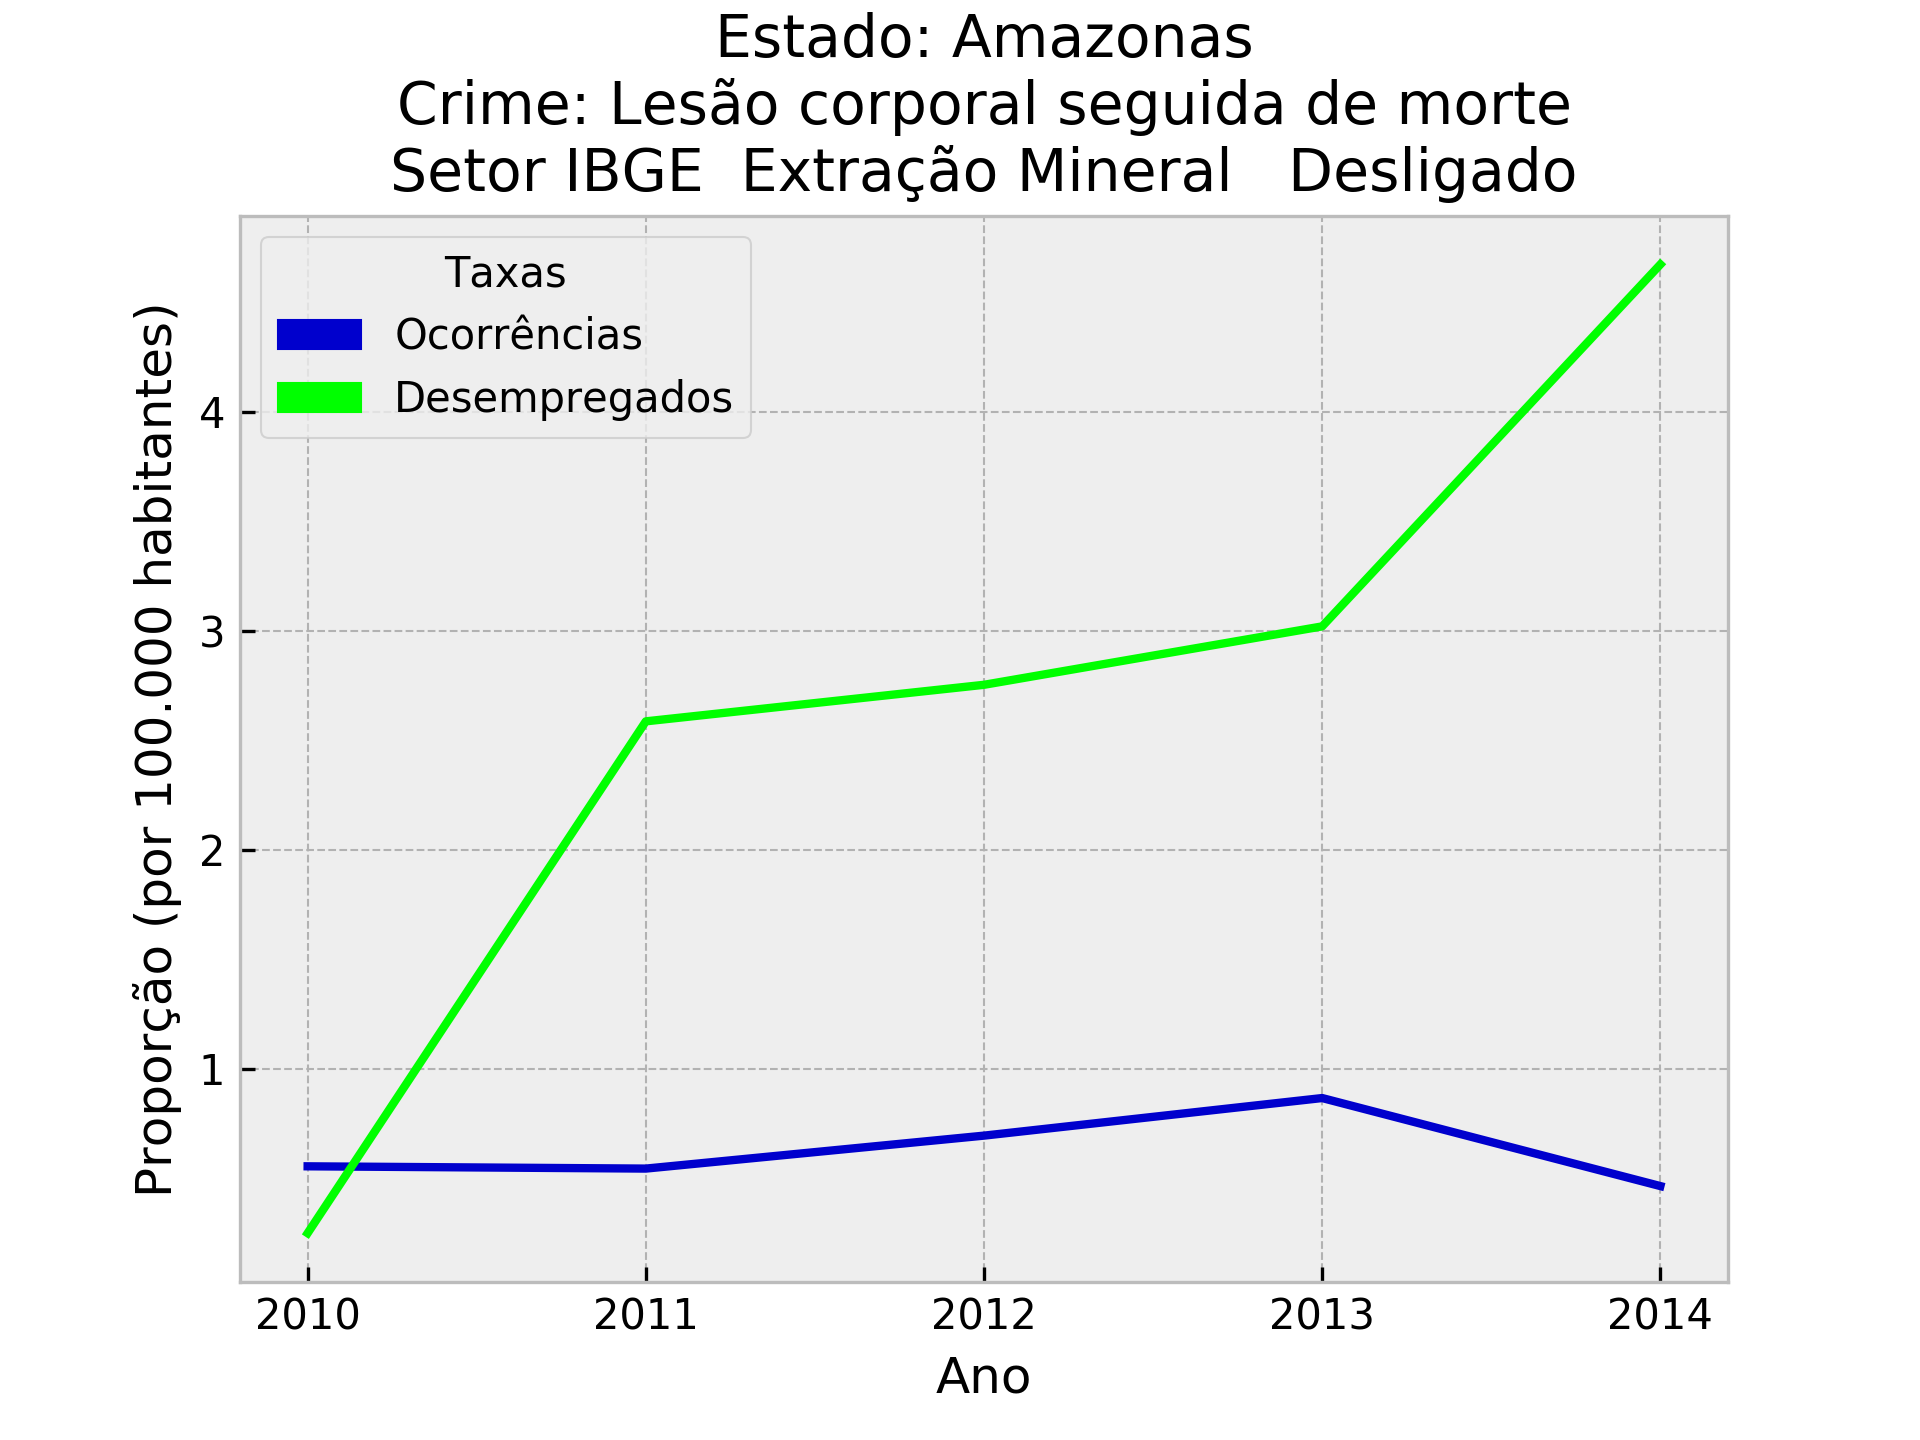 Estado: Amazonas
Crime: Lesão corporal seguida de morte
Setor IBGE  Extração Mineral   Desligado
Taxas
Ocorrências
Desempregados
Proporção (por 100.000 habitantes)
4
3
2
1
2010
2011
2012
2013
2014
Ano